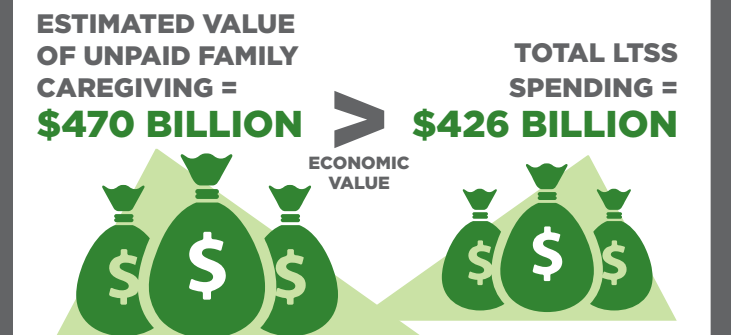 ESTIMATED VALUE
OF UNPAID FAMILY
CAREGIVING =
$470 BILLION
>
ECONOMIC
VALUE
TOTAL LTSS
SPENDING =
$426 BILLION
$ $ $
$ $ $